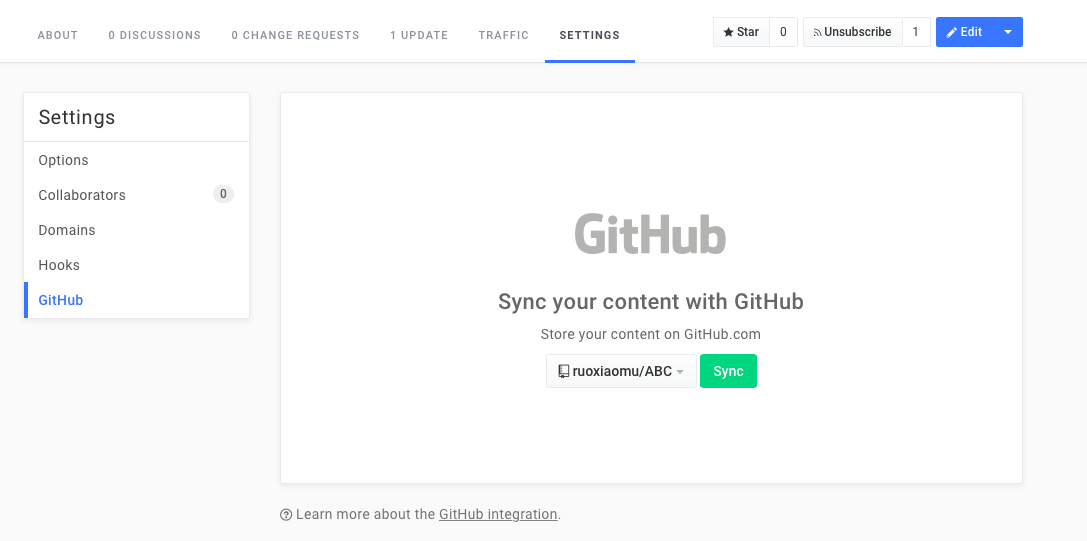 ABOUT 0 DISCUSSIONS 0 CHANGE REQUESTS 1 UPDATE TRAFFIC SETTINGS Star 0 Unsubscribe 1 Edit
Settings
Options
Collaborators 0
Domains
Hooks
GitHub
GitHub
Sync your content with GitHub
Store your content on GitHub.com
ruoxiaomu/ABC Sync
Learn more about the GitHub integration.